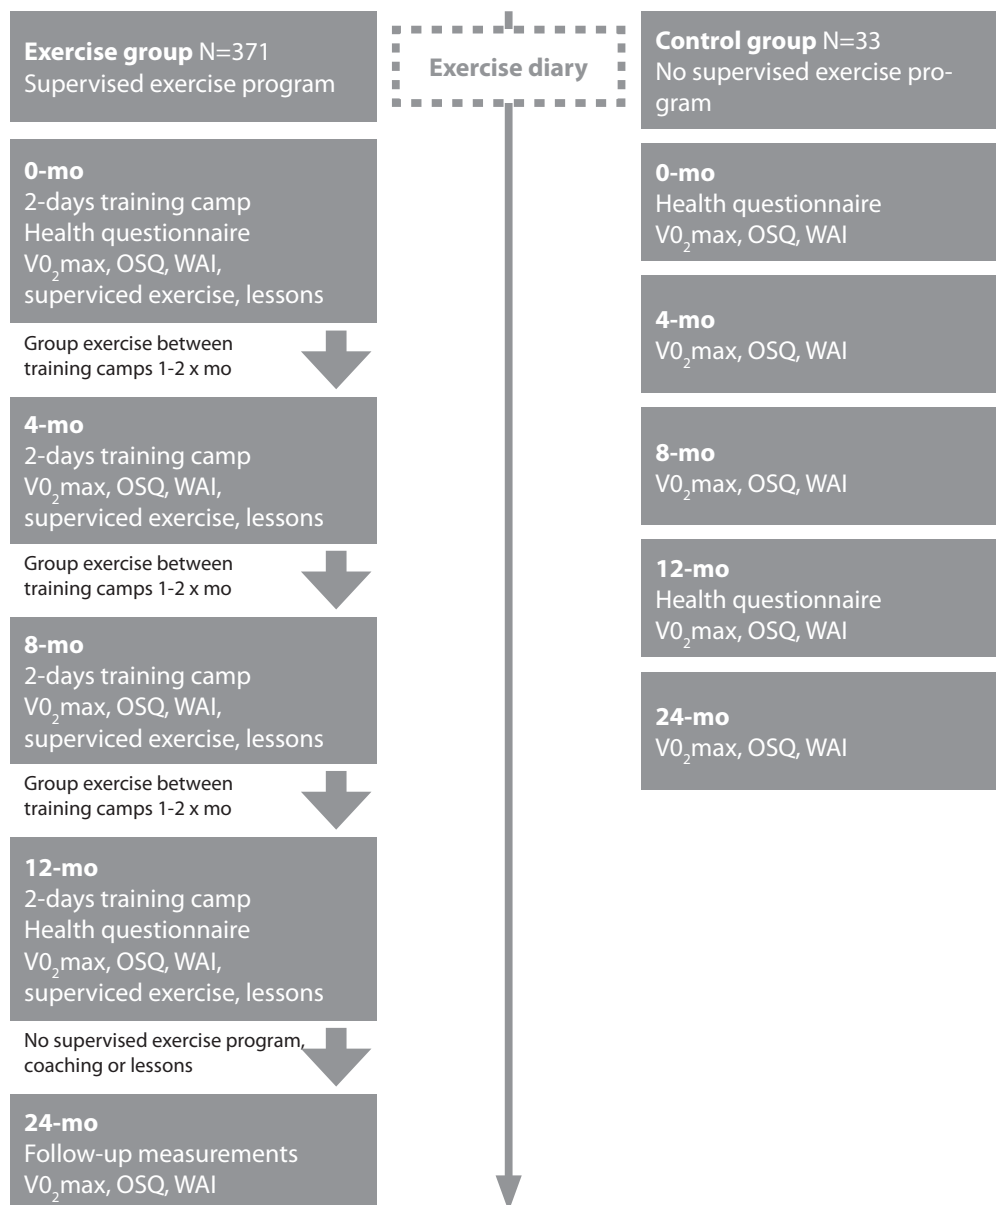 Exercise group N=371
Supervised exercise program
0-mo
2-days training camp
Health questionnaire
V0₂max, OSQ, WAI,
superviced exercise, lessons
Group exercise between
training camps 1-2 x mo
4-mo
2-days training camp
V0₂max, OSQ, WAI,
superviced exercise, lessons
Group exercise between
training camps 1-2 x mo
8-mo
2-days training camp
V0₂max, OSQ, WAI,
superviced exercise, lessons
Group exercise between
training camps 1-2 x mo
12-mo
2-days training camp
Health questionnaire
V0₂max, OSQ, WAI,
superviced exercise, lessons
No supervised exercise program,
coaching or lessons
24-mo
Follow-up measurements
V0₂max, OSQ, WAI
Exercise diary
Control group N=33
No supervised exercise pro-
gram
0-mo
Health questionnaire
V0₂max, OSQ, WAI
4-mo
V0₂max, OSQ, WAI
8-mo
V0₂max, OSQ, WAI
12-mo
Health questionnaire
V0₂max, OSQ, WAI
24-mo
V0₂max, OSQ, WAI